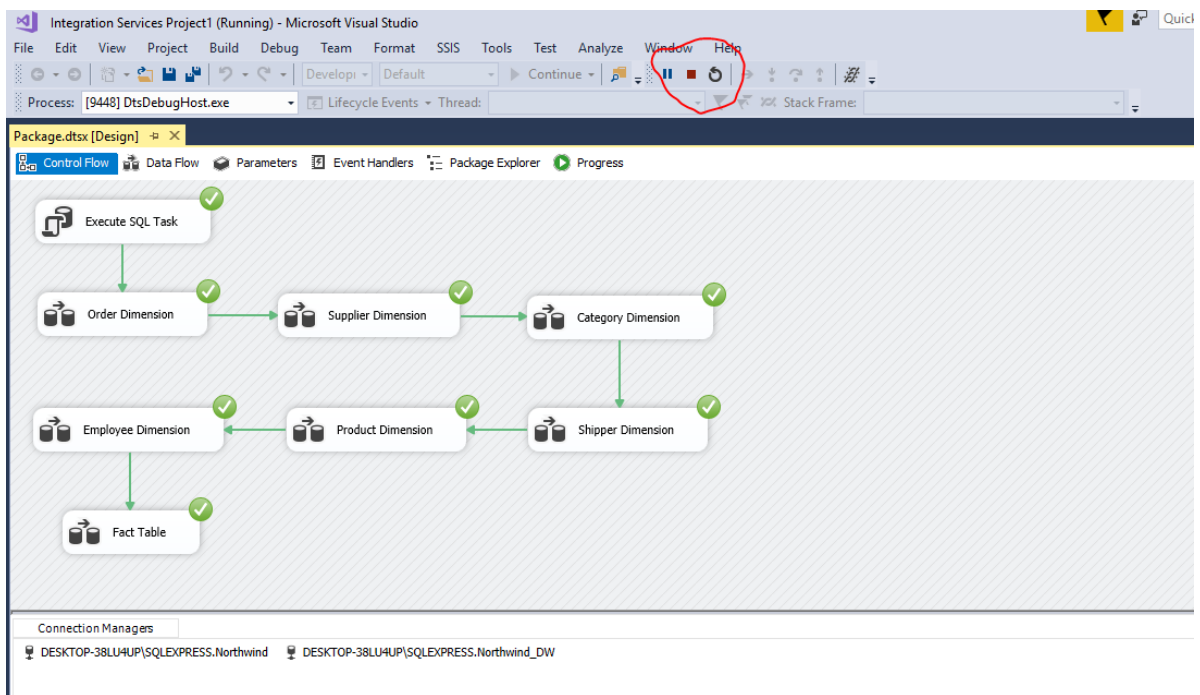 Integration Services Project1 (Running) - Microsoft Visual Studio
File Edit View Project Build Debug Team Format SSIS Tools Test Analyze Window Help
Default Continue
Process: [9448] DtsDebugHost.exe Lifecycle Events Thread: Stack Frame:
Package.dtsx [Design]
Control Flow Data Flow Parameters Event Handlers Package Explorer Progress
Execute SQL Task
Order Dimension Supplier Dimension Category Dimension
Employee Dimension Product Dimension Shipper Dimension
Fact Table
Connection Managers
DESKTOP-38LU4UP\SQLEXPRESS.Northwind DESKTOP-38LU4UP\SQLEXPRESS.Northwind_DW